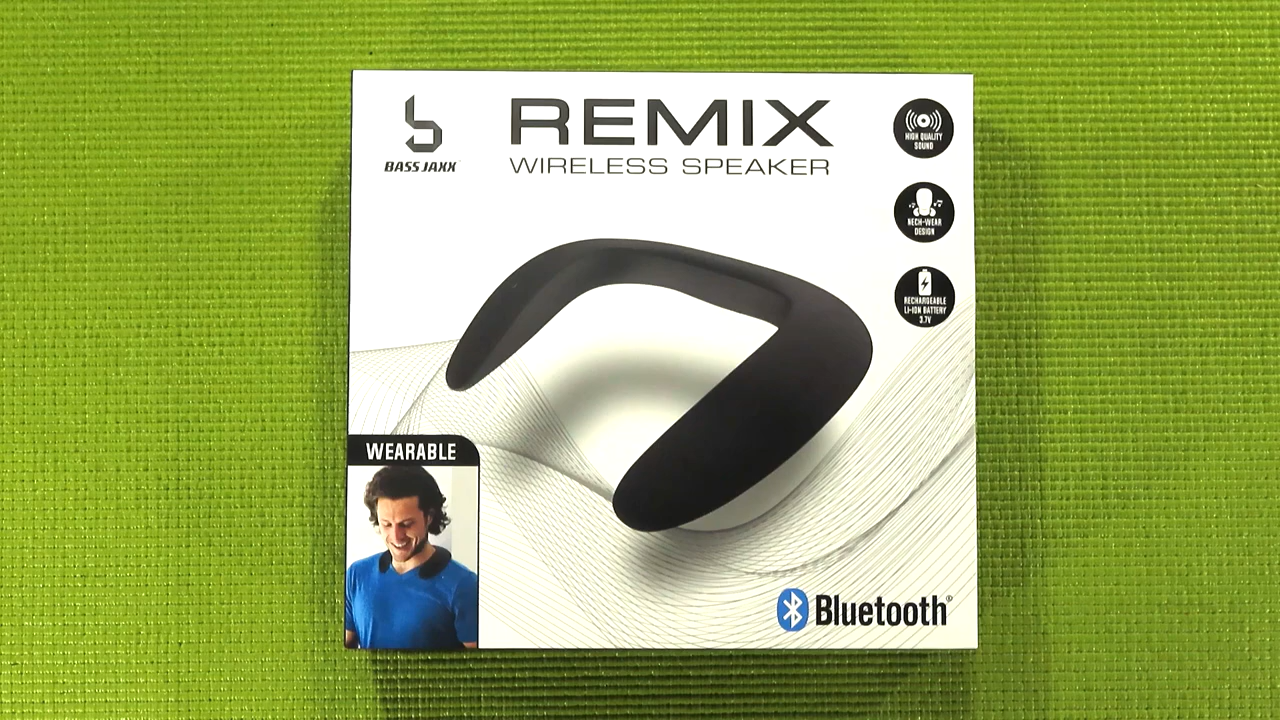 REMIX
WIRELESS SPEAKER
BASS JAXX
HIGH QUALITY
SOUND
NECK-WEAR
DESIGN
RECHARGEABLE
LI-ION BATTERY
3.7V
WEARABLE
Bluetooth®